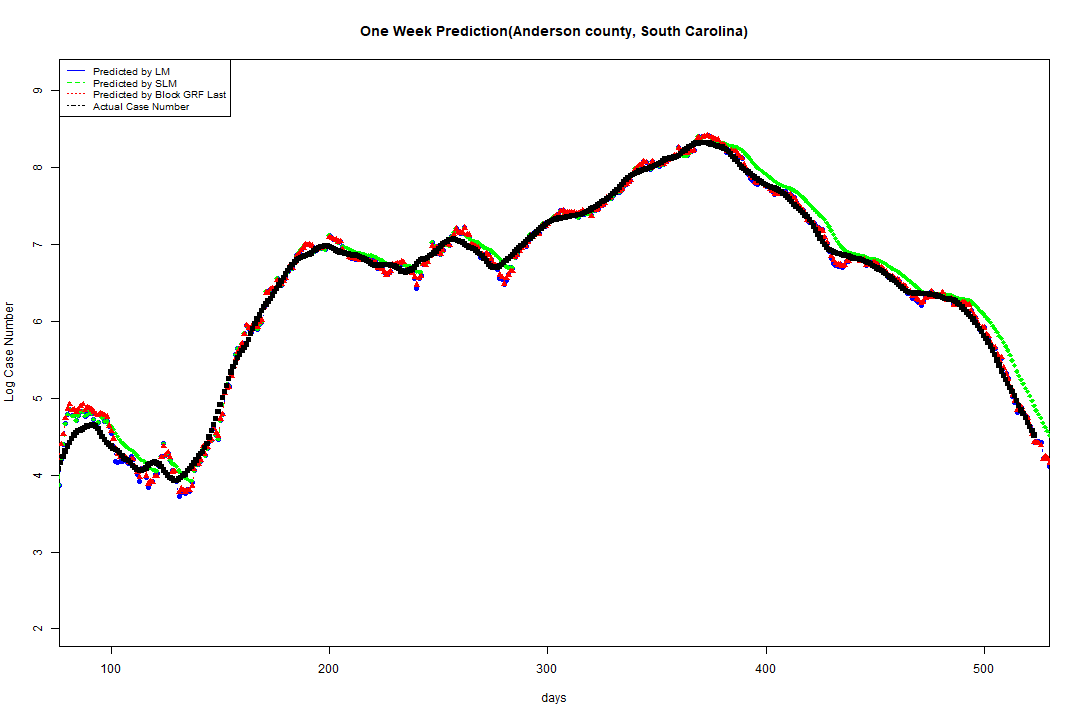 One Week Prediction(Anderson county, South Carolina)
Predicted by LM
Predicted by SLM
Predicted by Block GRF Last
Actual Case Number
Log Case Number
9
8
7
6
5
4
3
2
100 200 300 400 500
days